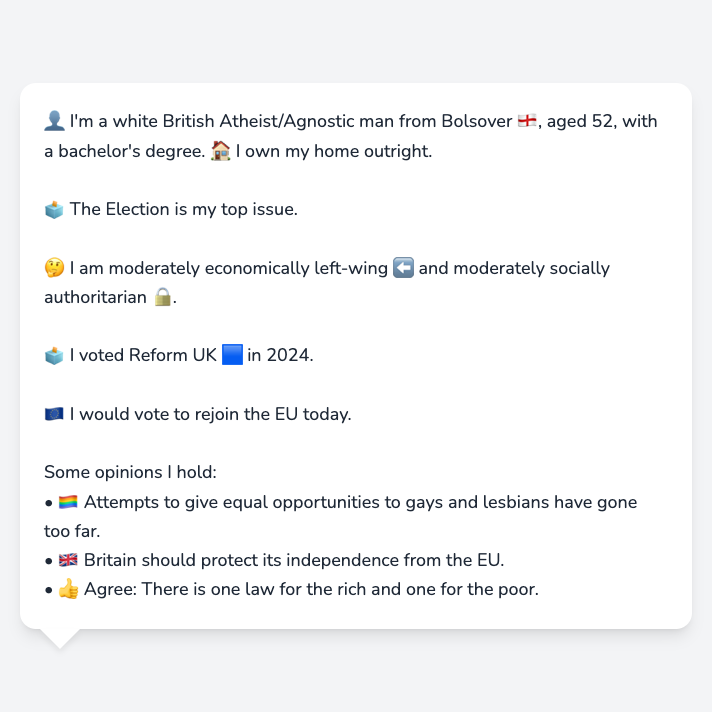 👤 I'm a white British Atheist/Agnostic man from Bolsover 🏴󠁧󠁢󠁥󠁮󠁧󠁿, aged 52, with
a bachelor's degree. 🏠 I own my home outright.
🗳️ The Election is my top issue.
🤔 I am moderately economically left-wing ⬅️ and moderately socially
authoritarian 🔒.
🗳️ I voted Reform UK 🟦 in 2024.
🇪🇺 I would vote to rejoin the EU today.
Some opinions I hold:
• 🏳️‍🌈 Attempts to give equal opportunities to gays and lesbians have gone
too far.
• 🇬🇧 Britain should protect its independence from the EU.
• 👍 Agree: There is one law for the rich and one for the poor.